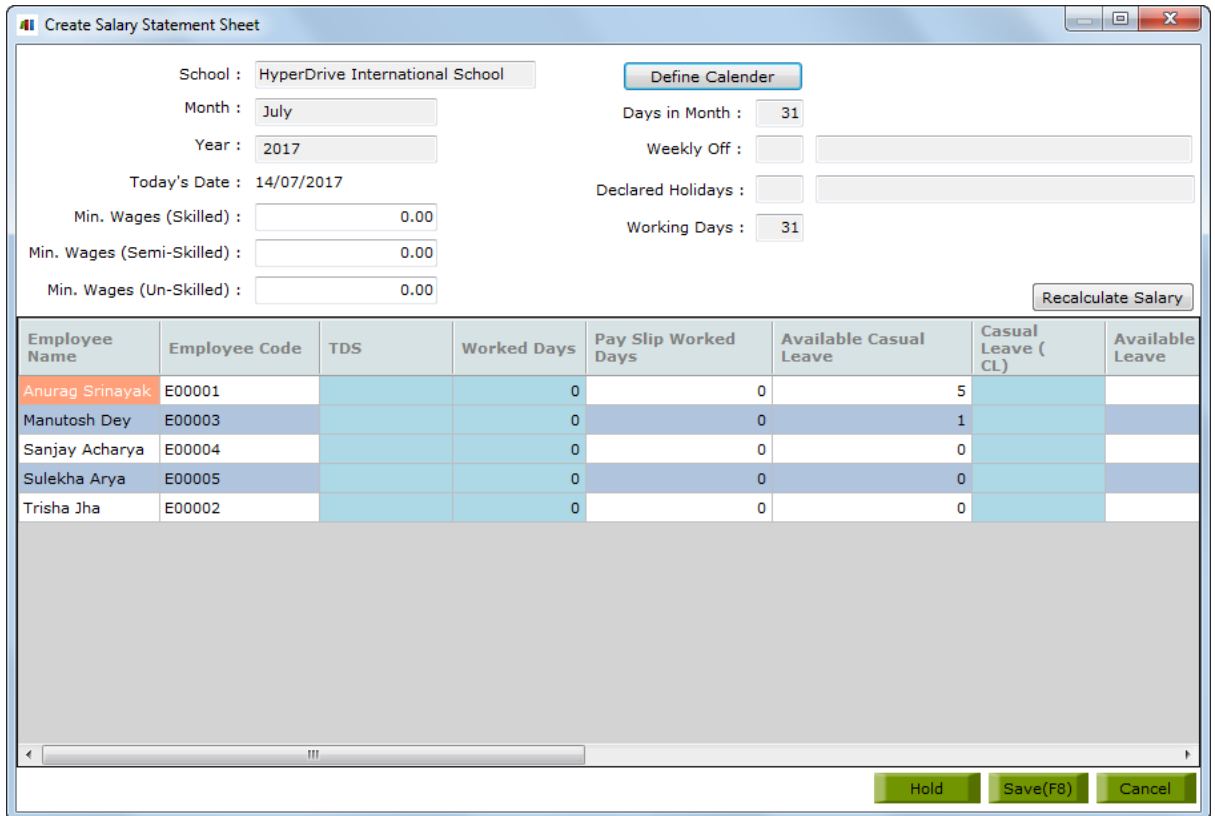 Create Salary Statement Sheet
School : HyperDrive International School
Define Calender
Month : July
Days in Month : 31
Year : 2017
Weekly Off :
Today's Date : 14/07/2017
Declared Holidays :
Min. Wages (Skilled) : 0.00
Working Days : 31
Min. Wages (Semi-Skilled) : 0.00
Min. Wages (Un-Skilled) : 0.00
Recalculate Salary
Employee Name Employee Code TDS Worked Days Pay Slip Worked Days Available Casual Leave Casual Leave ( CL) Available Leave
Anurag Srinayak E00001 0 0 5
Manutosh Dey E00003 0 0 1
Sanjay Acharya E00004 0 0 0
Sulekha Arya E00005 0 0 0
Trisha Jha E00002 0 0 0
Hold Save(F8) Cancel